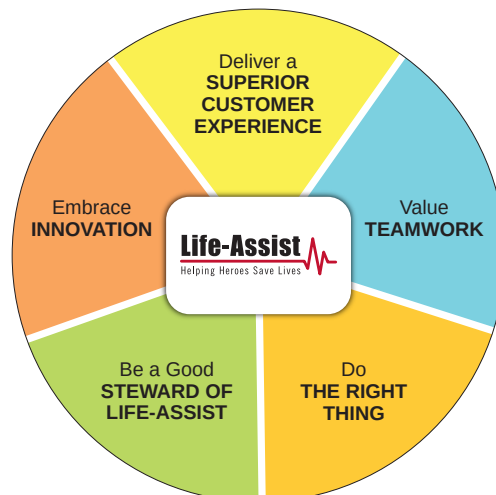 Deliver a
SUPERIOR
CUSTOMER
EXPERIENCE
Embrace
INNOVATION
Value
TEAMWORK
Life-Assist
Helping Heroes Save Lives
Be a Good
STEWARD OF
LIFE-ASSIST
Do
THE RIGHT
THING